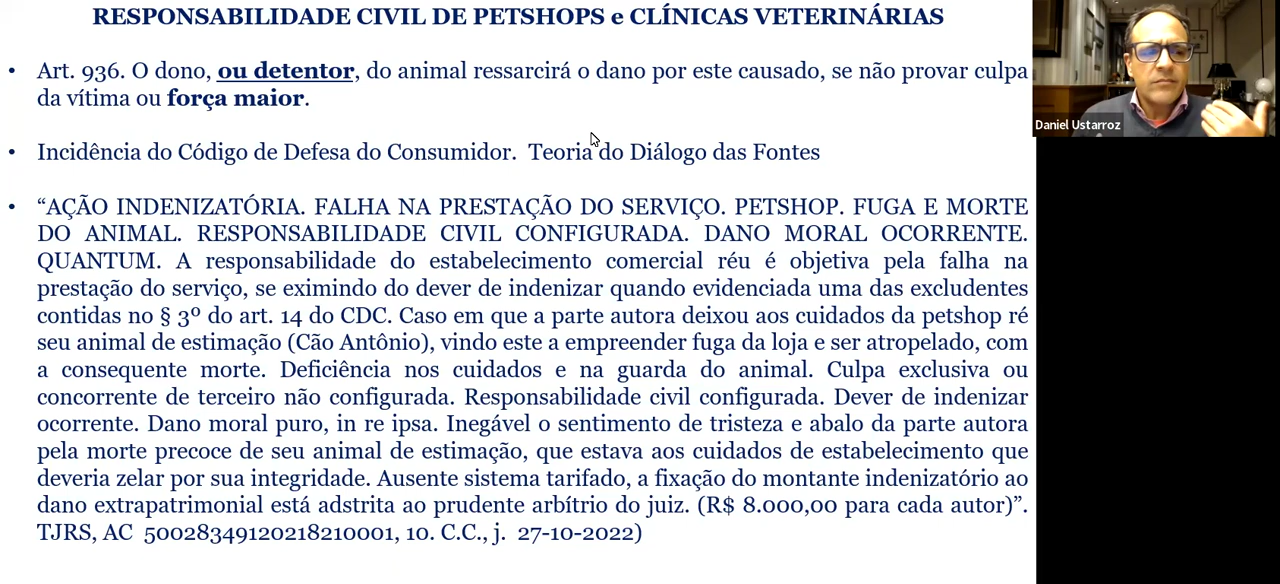 RESPONSABILIDADE CIVIL DE PETSHOPS e CLÍNICAS VETERINÁRIAS
• Art. 936. O dono, ou detentor, do animal ressarcirá o dano por este causado, se não provar culpa
da vítima ou força maior.
• Incidência do Código de Defesa do Consumidor. Teoria do Diálogo das Fontes
• “AÇÃO INDENIZATÓRIA. FALHA NA PRESTAÇÃO DO SERVIÇO. PETSHOP. FUGA E MORTE
DO ANIMAL. RESPONSABILIDADE CIVIL CONFIGURADA. DANO MORAL OCORRENTE.
QUANTUM. A responsabilidade do estabelecimento comercial réu é objetiva pela falha na
prestação do serviço, se eximindo do dever de indenizar quando evidenciada uma das excludentes
contidas no § 3º do art. 14 do CDC. Caso em que a parte autora deixou aos cuidados da petshop ré
seu animal de estimação (Cão Antônio), vindo este a empreender fuga da loja e ser atropelado, com
a consequente morte. Deficiência nos cuidados e na guarda do animal. Culpa exclusiva ou
concorrente de terceiro não configurada. Responsabilidade civil configurada. Dever de indenizar
ocorrente. Dano moral puro, in re ipsa. Inegável o sentimento de tristeza e abalo da parte autora
pela morte precoce de seu animal de estimação, que estava aos cuidados de estabelecimento que
deveria zelar por sua integridade. Ausente sistema tarifado, a fixação do montante indenizatório ao
dano extrapatrimonial está adstrita ao prudente arbítrio do juiz. (R$ 8.000,00 para cada autor)”.
TJRS, AC 50028349120218210001, 10. C.C., j. 27-10-2022)
Daniel Ustarroz